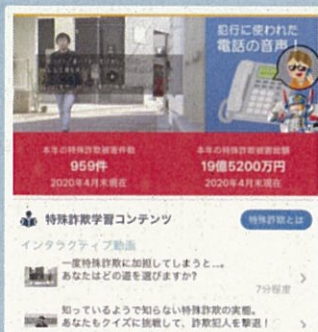 犯行に使われた
電話の音声!
本年の特殊詐欺被害件数
959件
2020年4月末現在
本年の特殊詐欺被害総額
19億5200万円
2020年4月末現在
特殊詐欺学習コンテンツ
特殊詐欺とは
インタラクティブ動画
一度特殊詐欺に加担してしまうと…。
あなたはどの道を選びますか?
7分程度
知っているようで知らない特殊詐欺の実態。
あなたもクイズに挑戦して、詐欺犯人を撃退!